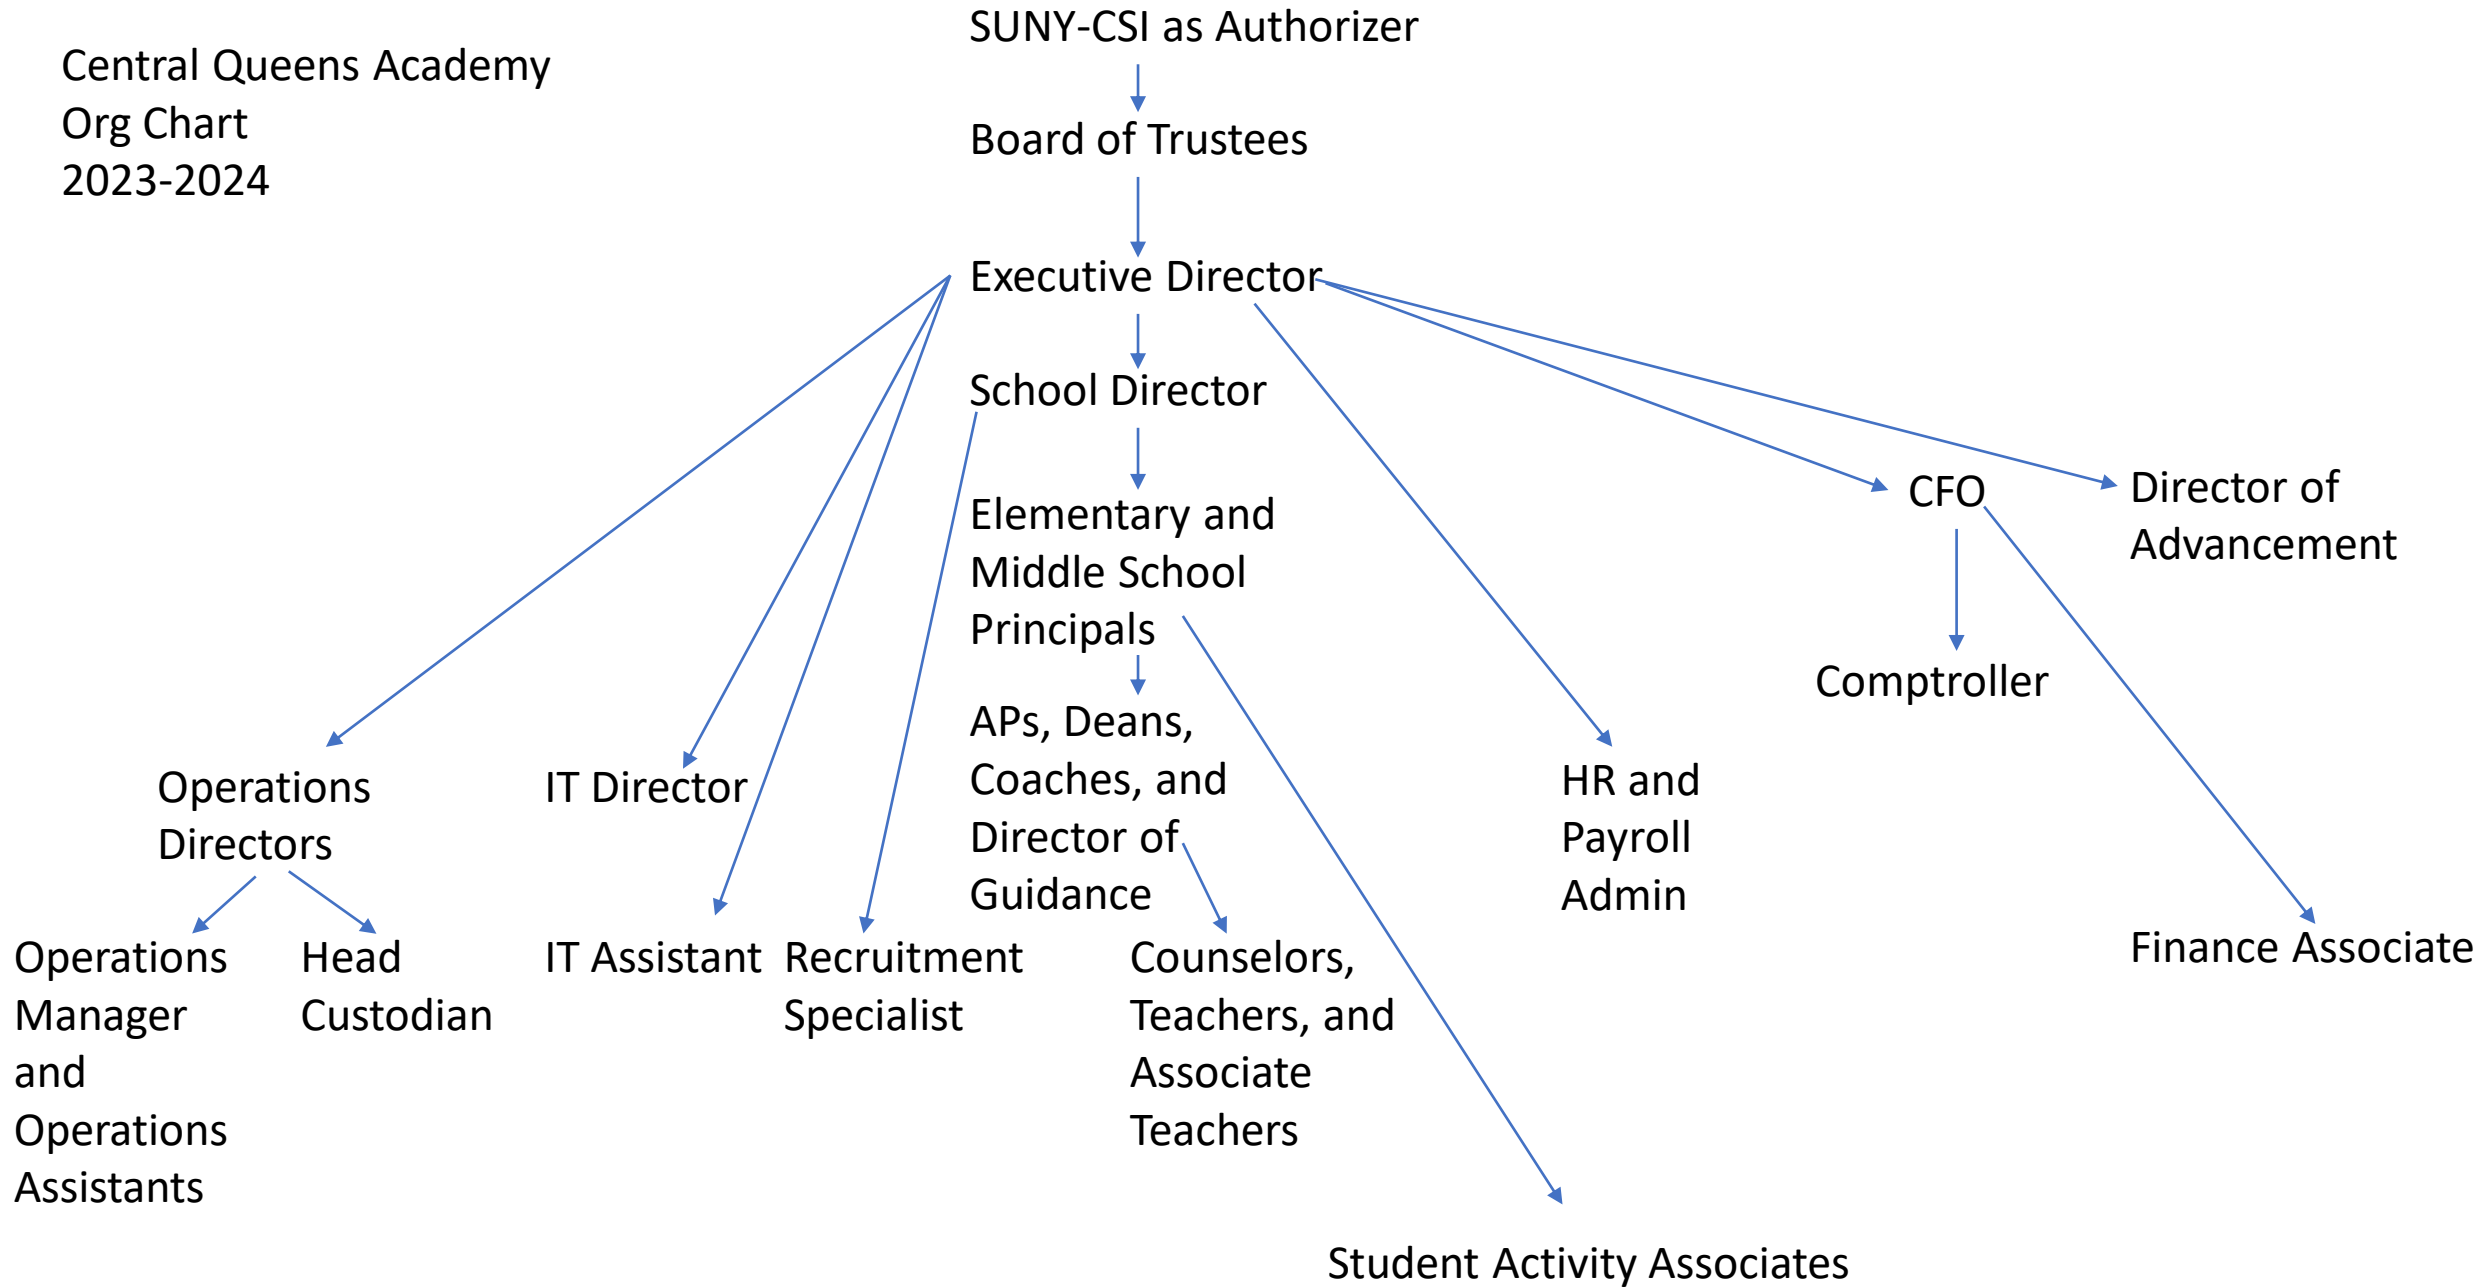 Central Queens Academy
Org Chart
2023-2024
SUNY-CSI as Authorizer
Board of Trustees
Executive Director
School Director
Elementary and
Middle School
Principals
CFO
Director of
Advancement
Comptroller
APs, Deans,
Coaches, and
Director of
Guidance
Operations
Directors
IT Director
HR and
Payroll
Admin
Operations
Manager
and
Operations
Assistants
Head
Custodian
IT Assistant
Recruitment
Specialist
Counselors,
Teachers, and
Associate
Teachers
Finance Associate
Student Activity Associates